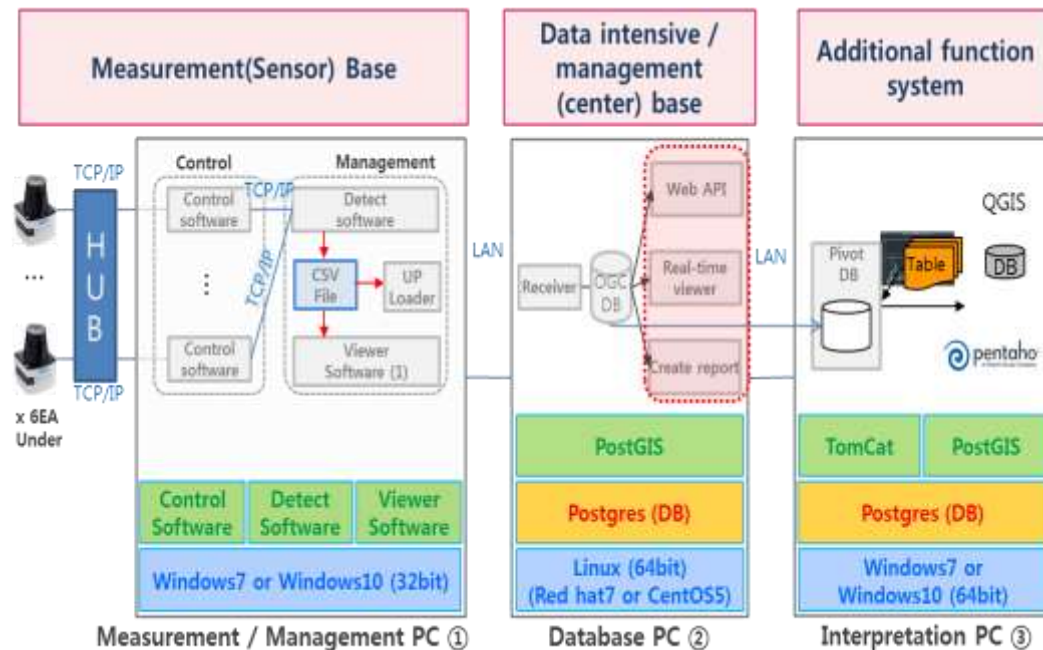 Measurement(Sensor) Base
Data intensive /
management
(center) base
Additional function
system
TCP/IP
HUB
TCP/IP
...
x 6EA
Under
Control
Management
Control
software
TCP/IP
Detect
software
TCP/IP
CSV
File
UP
Loader
Control
software
Viewer
Software (1)
Control
Software
Detect
Software
Viewer
Software
Windows7 or Windows10 (32bit)
Measurement / Management PC ①
LAN
Receiver
OGC
DB
Web API
Real-time
viewer
Create report
PostGIS
Postgres (DB)
Linux (64bit)
(Red hat7 or CentOS5)
Database PC ②
LAN
Pivot
DB
Table
QGIS
DB
pentaho
TomCat
PostGIS
Postgres (DB)
Windows7 or
Windows10 (64bit)
Interpretation PC ③